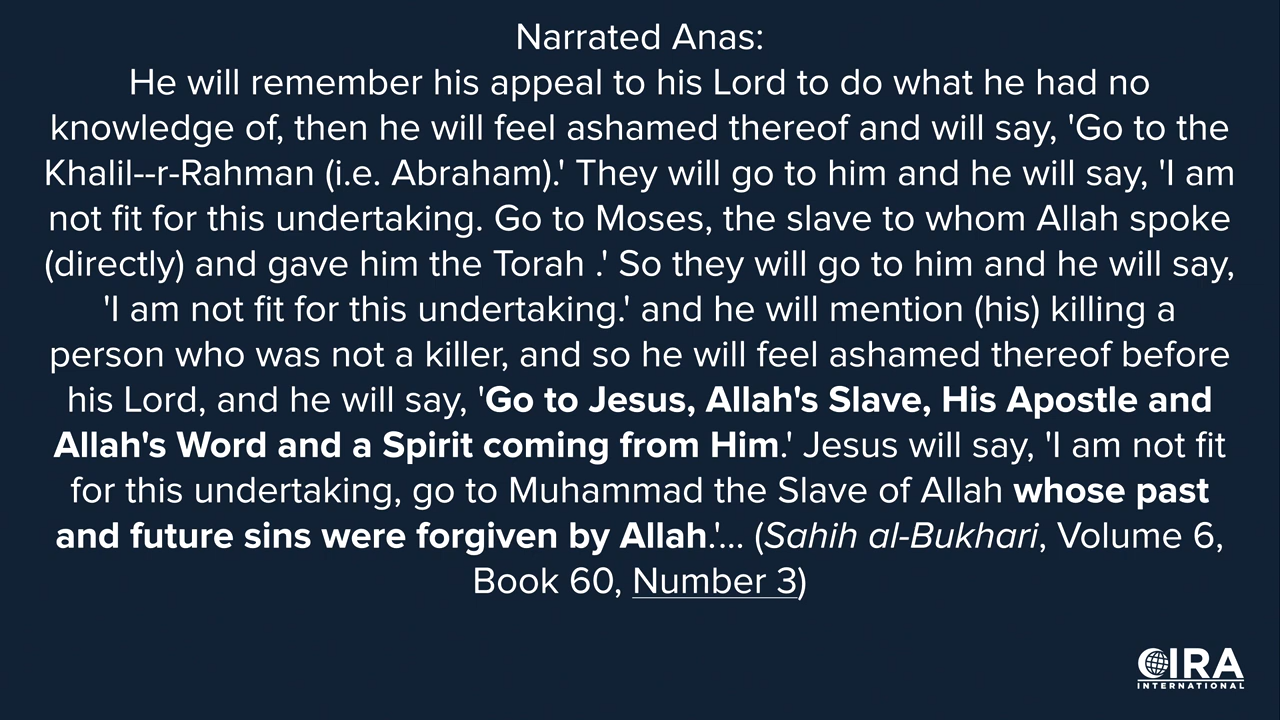 Narrated Anas:
He will remember his appeal to his Lord to do what he had no
knowledge of, then he will feel ashamed thereof and will say, 'Go to the
Khalil--r-Rahman (i.e. Abraham).' They will go to him and he will say, 'I am
not fit for this undertaking. Go to Moses, the slave to whom Allah spoke
(directly) and gave him the Torah .' So they will go to him and he will say,
'I am not fit for this undertaking.' and he will mention (his) killing a
person who was not a killer, and so he will feel ashamed thereof before
his Lord, and he will say, 'Go to Jesus, Allah's Slave, His Apostle and
Allah's Word and a Spirit coming from Him.' Jesus will say, 'I am not fit
for this undertaking, go to Muhammad the Slave of Allah whose past
and future sins were forgiven by Allah.'... (Sahih al-Bukhari, Volume 6,
Book 60, Number 3)
CIRA
INTERNATIONAL